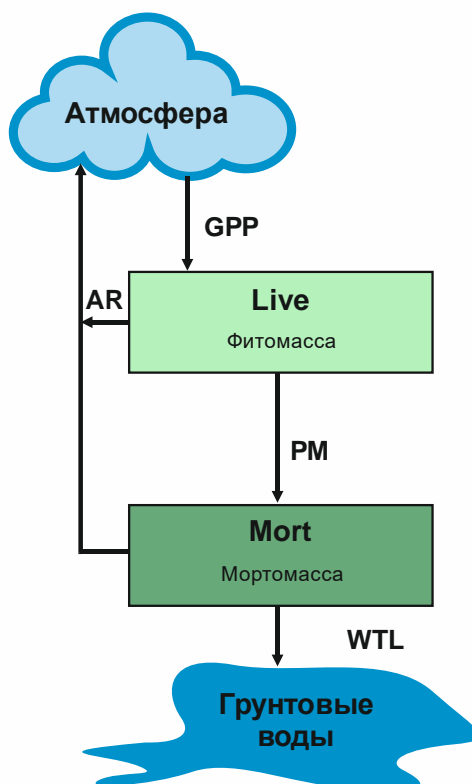 Атмосфера
GPP
AR
Live
Фитомасса
PM
Mort
Мортомасса
WTL
Грунтовые
воды